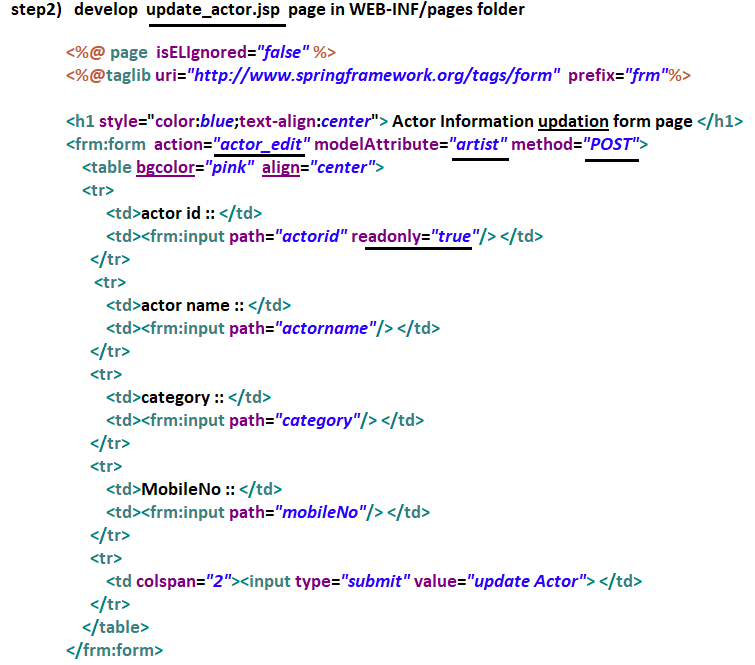 step2) develop update_actor.jsp page in WEB-INF/pages folder
<%@ page isELIgnored="false" %>
<%@taglib uri="http://www.springframework.org/tags/form" prefix="frm"%>
<h1 style="color:blue;text-align:center"> Actor Information updation form page </h1>
<frm:form action="actor_edit" modelAttribute="artist" method="POST">
<table bgcolor="pink" align="center">
<tr>
<td>actor id :: </td>
<td><frm:input path="actorid" readonly="true"/> </td>
</tr>
<tr>
<td>actor name :: </td>
<td><frm:input path="actorname"/> </td>
</tr>
<tr>
<td>category :: </td>
<td><frm:input path="category"/> </td>
</tr>
<tr>
<td>MobileNo :: </td>
<td><frm:input path="mobileNo"/> </td>
</tr>
<tr>
<td colspan="2"><input type="submit" value="update Actor"> </td>
</tr>
</table>
</frm:form>